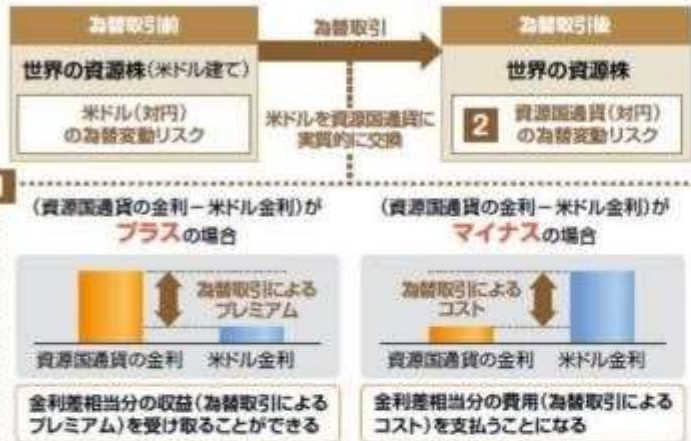 為替取引前
為替取引
為替取引後
世界の資源株(米ドル建て)
世界の資源株
米ドル(対円)
の為替変動リスク
米ドルを資源国通貨に
実質的に交換
2
資源国通貨(対円)
の為替変動リスク
(資源国通貨の金利-米ドル金利)が
プラスの場合
(資源国通貨の金利-米ドル金利)が
マイナスの場合
為替取引による
プレミアム
資源国通貨の金利
米ドル金利
為替取引による
コスト
資源国通貨の金利
米ドル金利
金利差相当分の収益(為替取引による
プレミアム)を受け取ることができる
金利差相当分の費用(為替取引による
コスト)を支払うことになる